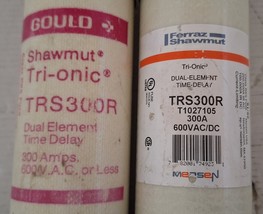 GOULD
Shawmut
Tri-onic®
TRS300R
Dual Element
Time Delay
300 Amps.
600 V.A.C. or Less
Ferraz
Shawmut
Tri-Onic®
DUAL-ELEMENT
TIME-DELAY
TRS300R
T1027105
300A
600VAC/DC
MERSEN